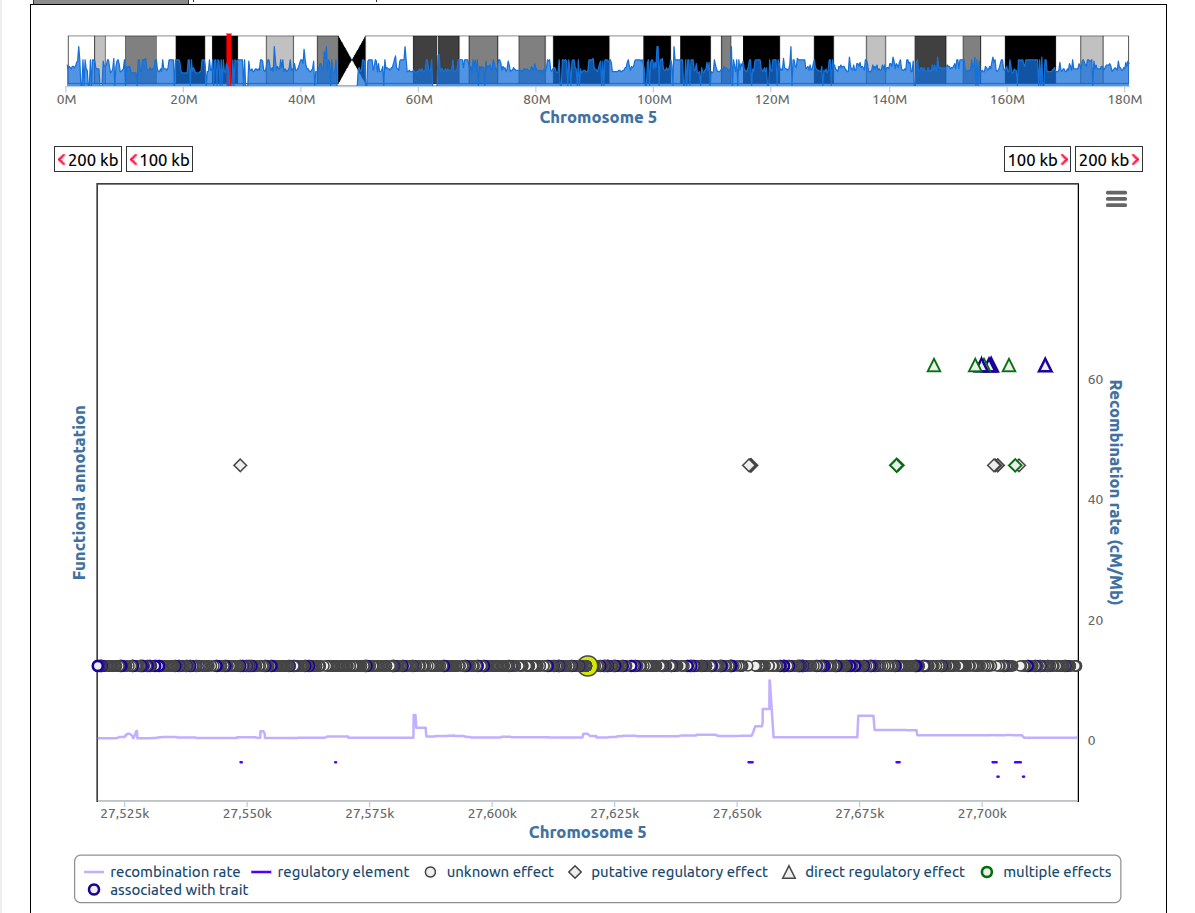 0M 20M 40M 60M 80M 100M 120M 140M 160M 180M
Chromosome 5
<200 kb <100 kb 100 kb> 200 kb>
Functional annotation
60
40
20
0
Recombination rate (cM/Mb)
27,525k 27,550k 27,575k 27,600k 27,625k 27,650k 27,675k 27,700k
Chromosome 5
recombination rate regulatory element unknown effect putative regulatory effect direct regulatory effect multiple effects
associated with trait